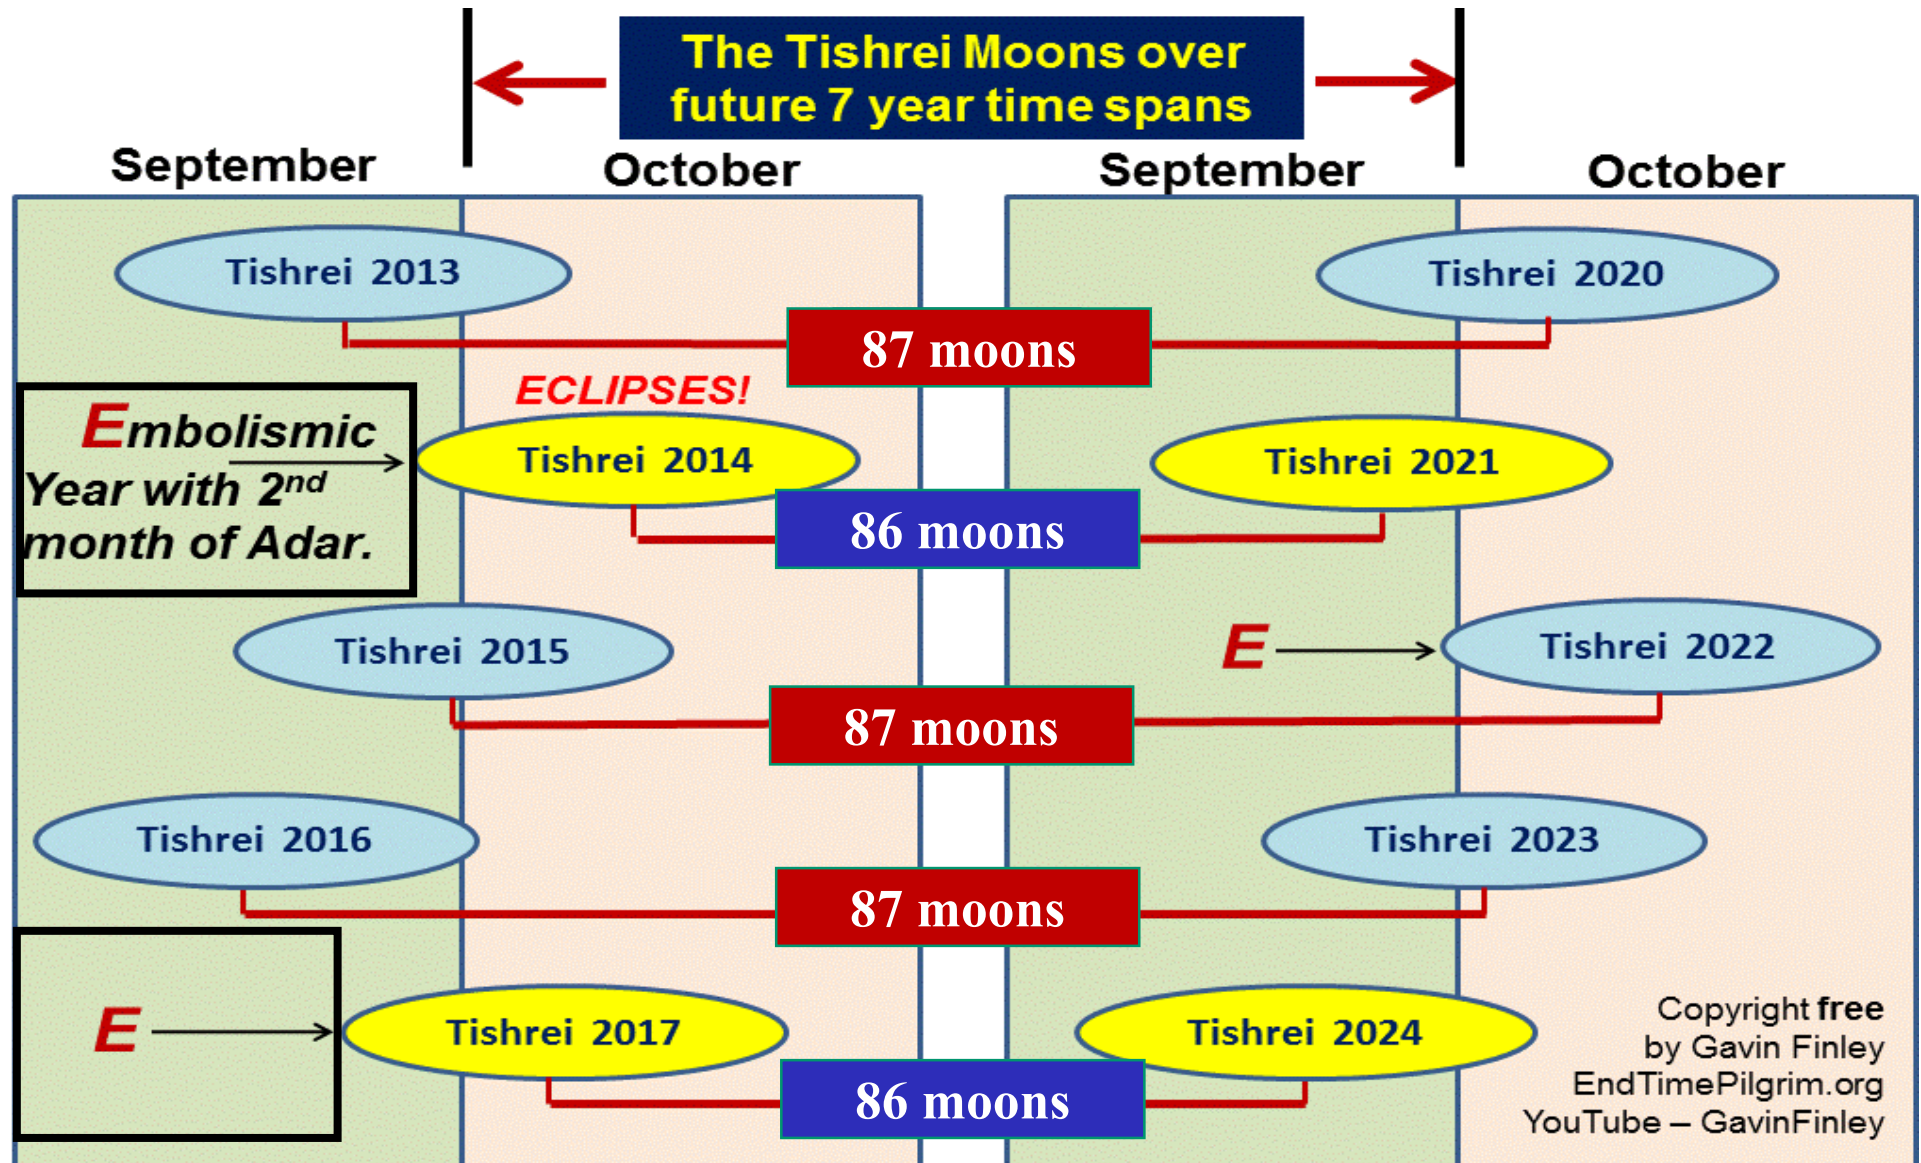 The Tishrei Moons over
future 7 year time spans
September
October
September
October
Tishrei 2013
Tishrei 2020
87 moons
ECLIPSES!
Embolismic
Year with 2nd
month of Adar.
Tishrei 2014
Tishrei 2021
86 moons
Tishrei 2015
E
Tishrei 2022
87 moons
Tishrei 2016
Tishrei 2023
87 moons
E
Tishrei 2017
Tishrei 2024
86 moons
Copyright free
by Gavin Finley
EndTimePilgrim.org
YouTube – GavinFinley